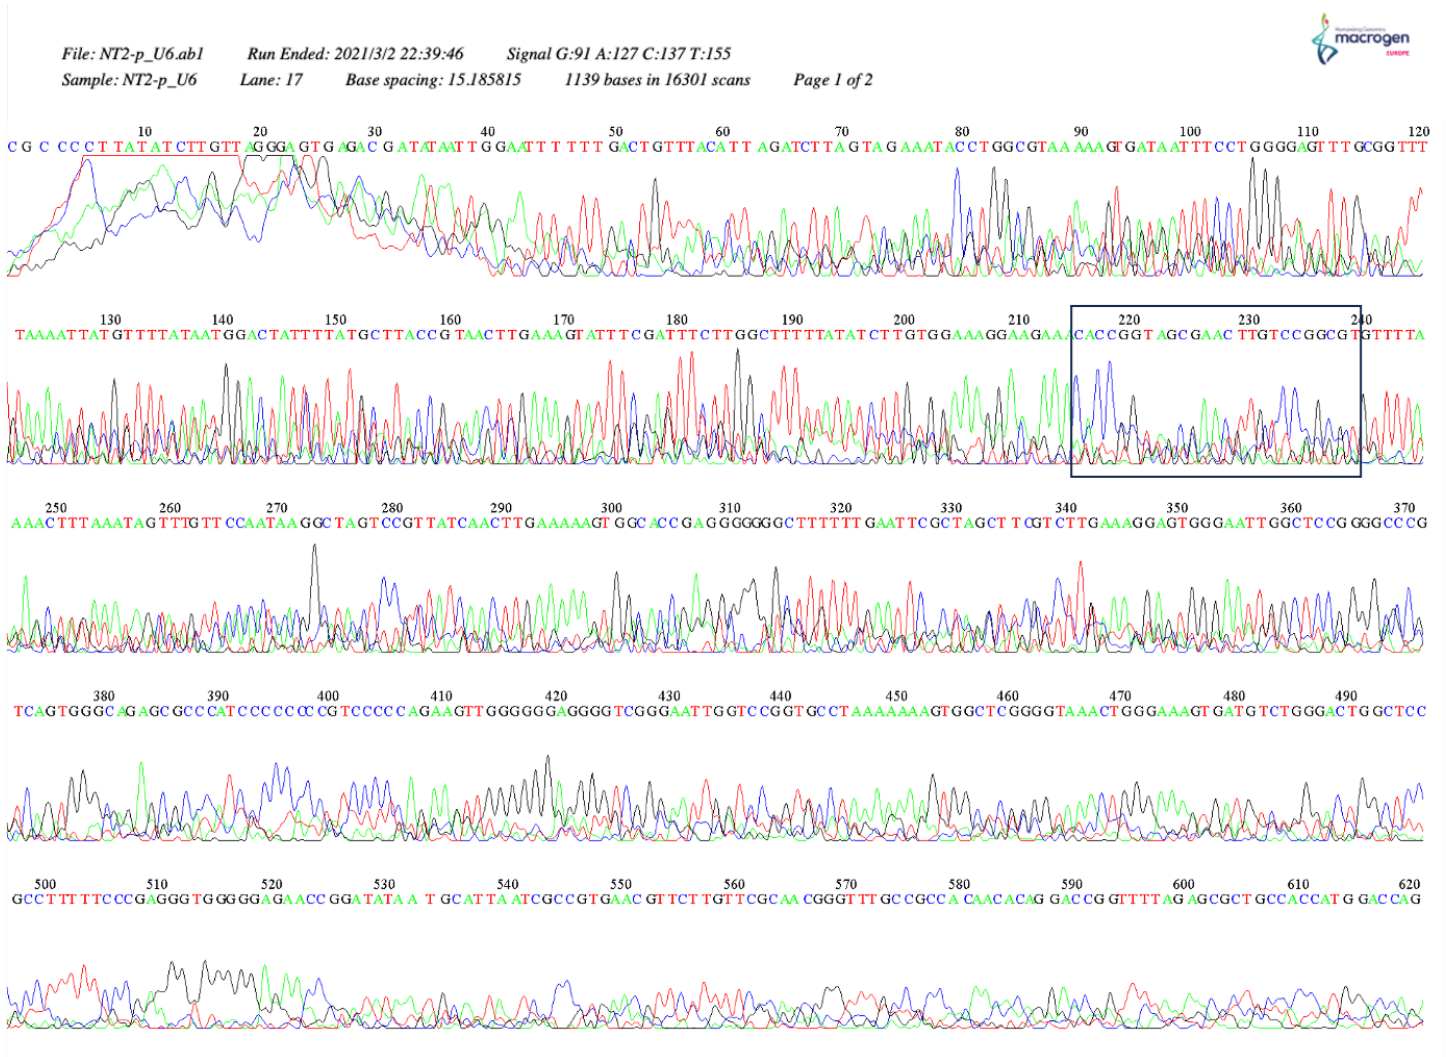 File: NT2-p_U6.ab1 Run Ended: 2021/3/2 22:39:46 Signal G:91 A:127 C:137 T:155
macrogen
EUROPE
Sample: NT2-p_U6 Lane: 17 Base spacing: 15.185815 1139 bases in 16301 scans Page 1 of 2
10 20 30 40 50 60 70 80 90 100 110 120
CGCCCCTTATATCTTGTTAGGGAGTGAGACGATATAATTGGAATTTTTTTGACTGTTTACATTAGATCTTAGTAGAAATACCTGGCGTAAAAAGTGATAATTTCCTGGGGAGTTTGCGGTTT
130 140 150 160 170 180 190 200 210 220 230 240
TAAAATTATGTTTTATAATGGACTATTTTATGCTTACCGTAACTTGAAAGTATTTCGATTTCTTGGCTTTTTATATCTTGTGGAAAGGAAGAAACACCGGTAGCGAACTTGTCCGGCGTGTTTTA
250 260 270 280 290 300 310 320 330 340 350 360 370
AAACTTTAAATAGTTTGTTCCAATAAGGCTAGTCCGTTATCAACTTGAAAAAGTGGCACCGAGGGGGGGCTTTTTTGAATTCGCTAGCTTCGTCTTGAAAGGAGTGGGAATTGGCTCCGGGGCCCG
380 390 400 410 420 430 440 450 460 470 480 490
TCAGTGGGCAGAGCGCCCATCCCCCCCCGTCCCCCAGAAGTTGGGGGGAGGGGTCGGGAATTGGTCCGGTGCCTAAAAAAAGTGGCTCGGGGTAAACTGGGAAAGTGATGTCTGGGACTGGCTCC
500 510 520 530 540 550 560 570 580 590 600 610 620
GCCTTTTTCCCGAGGGTGGGGGAGAACCGGATATAATGCATTAATCGCCGTGAACGTTCTTGTTCGCAACGGGTTTGCCGCCACAACACAGGACCGGTTTTAGAGCGCTGCCACCATGGACCAG